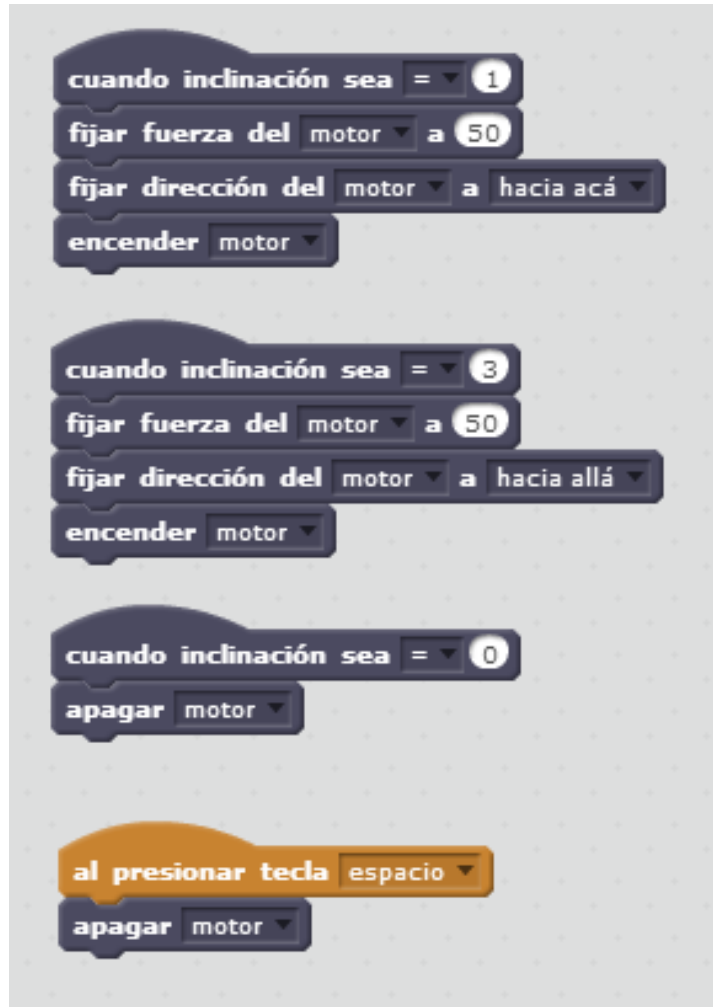 cuando inclinación sea = 1
fijar fuerza del motor a 50
fijar dirección del motor a hacia acá
encender motor
cuando inclinación sea = 3
fijar fuerza del motor a 50
fijar dirección del motor a hacia allá
encender motor
cuando inclinación sea = 0
apagar motor
al presionar tecla espacio
apagar motor